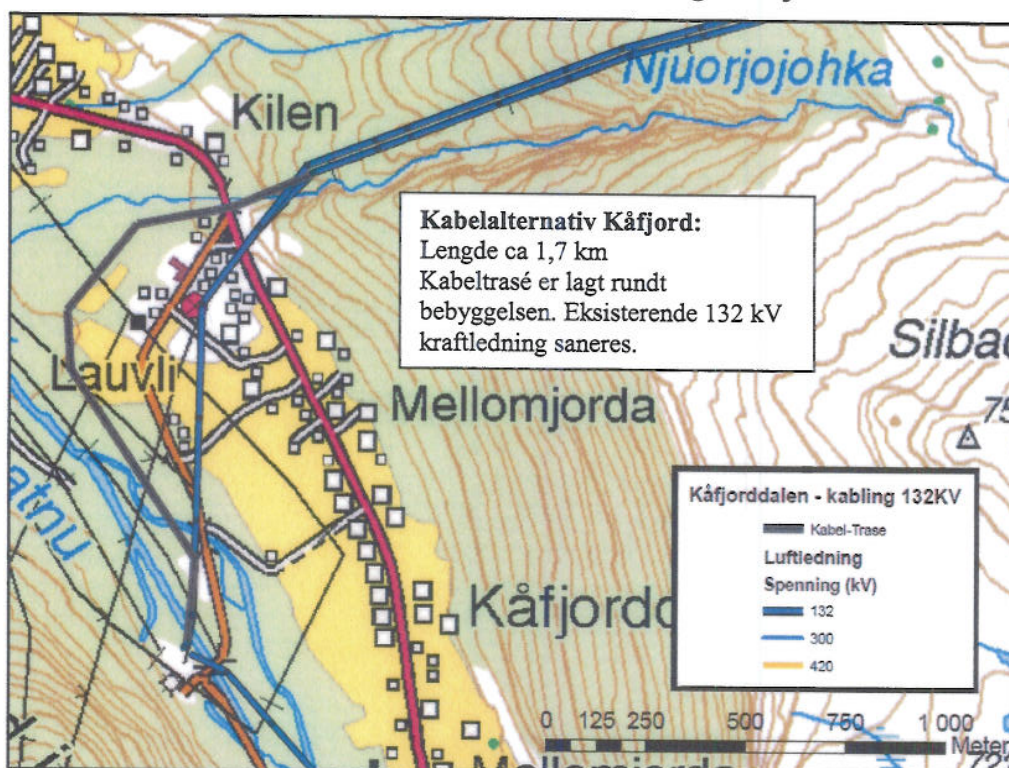 Njuorjojohka
Kilen
Kabelalternativ Kåfjord:
Lengde ca 1,7 km
Kabeltrasé er lagt rundt
bebyggelsen. Eksisterende 132 kV
kraftledning saneres.
Lauvli
Mellomjorda
Kåfjorddalen - kabling 132KV
Kabel-Trase
Luftledning
Spenning (kV)
132
300
420
0 125 250 500 750 1 000
Meter